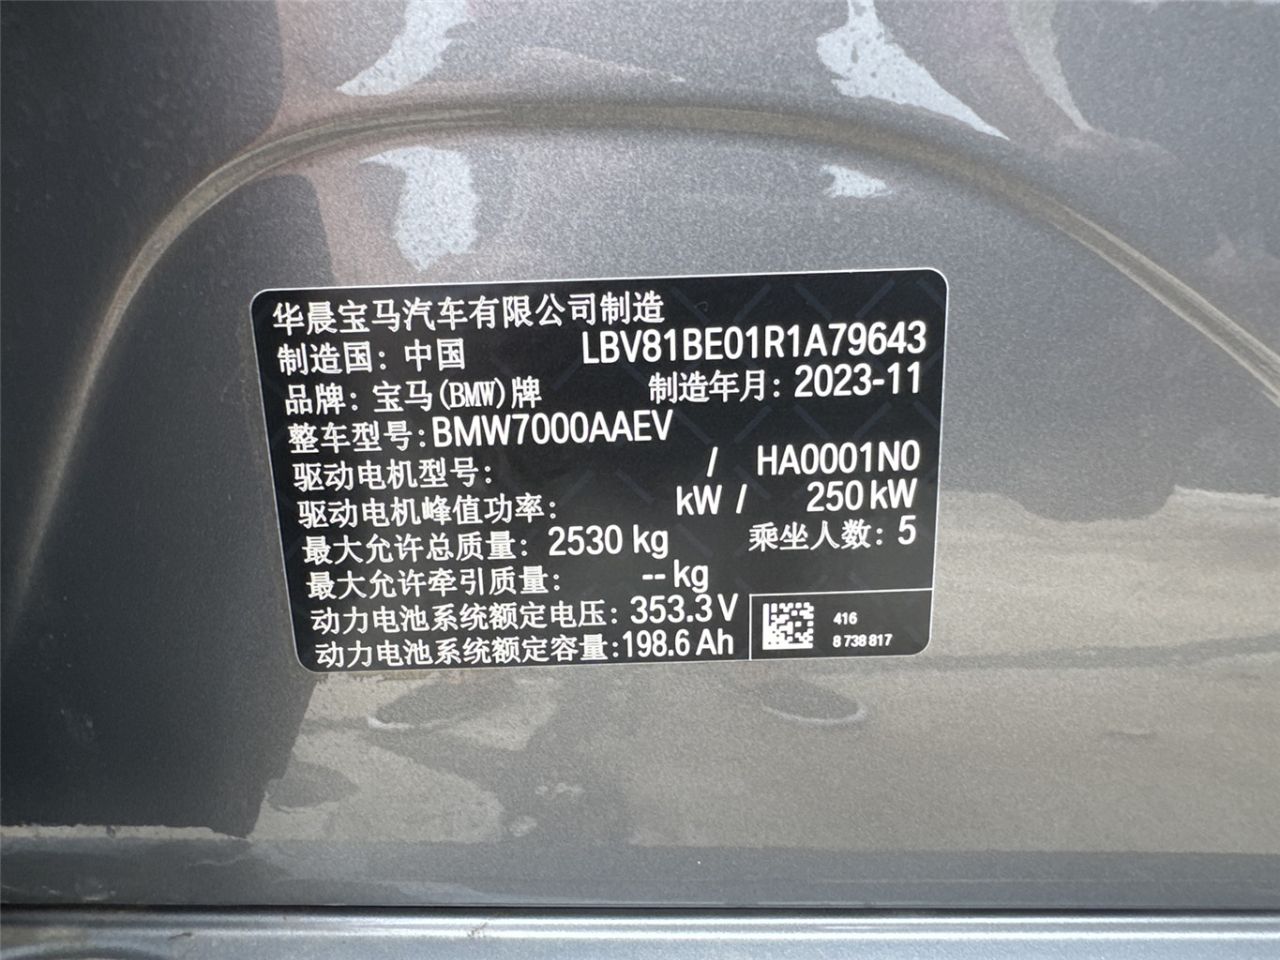 华晨宝马汽车有限公司制造
制造国：中国 LBV81BE01R1A79643
品牌：宝马(BMW)牌 制造年月：2023-11
整车型号：BMW7000AAEV
驱动电机型号： / HA0001N0
驱动电机峰值功率： kW / 250 kW
最大允许总质量：2530 kg 乘坐人数：5
最大允许牵引质量： -- kg
动力电池系统额定电压：353.3 V
动力电池系统额定容量：198.6 Ah
416
8 738 817